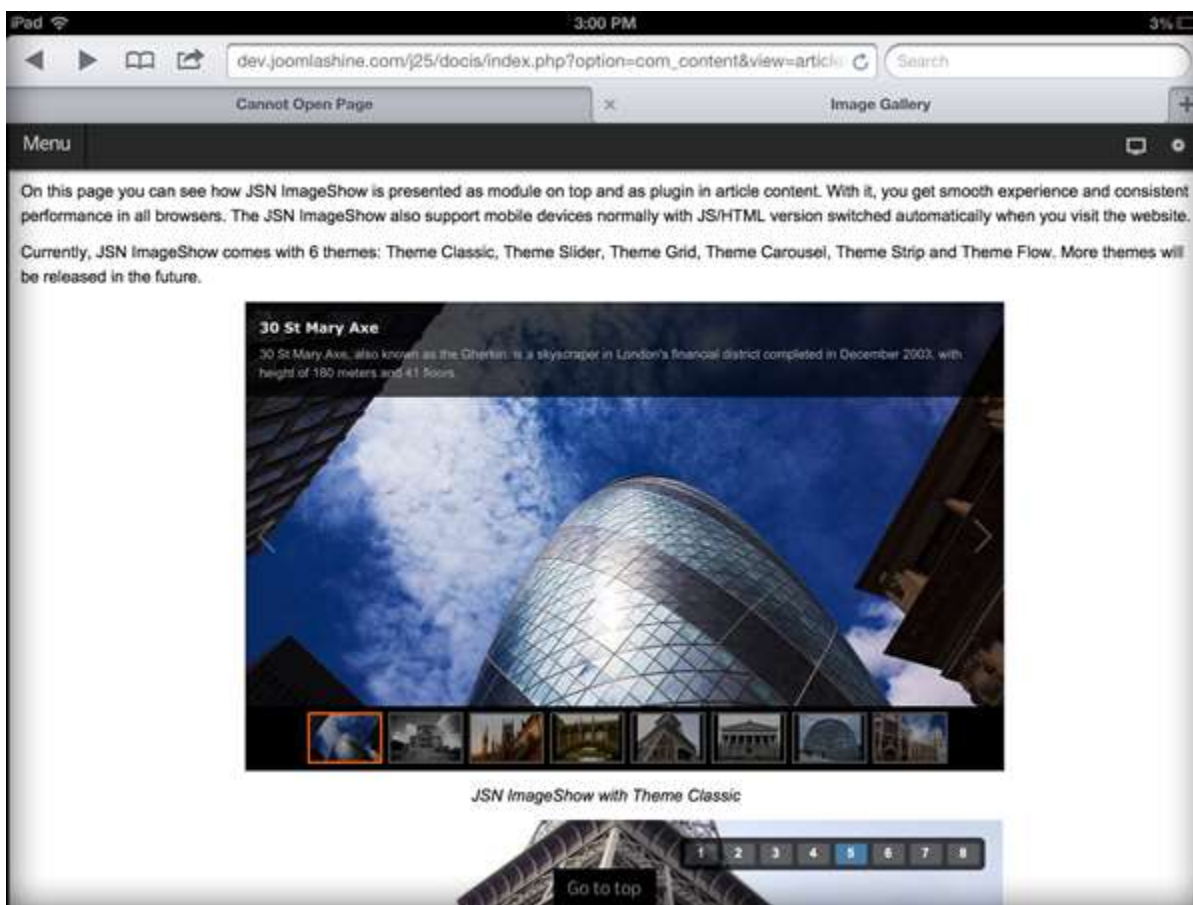 iPad 3:00 PM 3%
dev.joomlashine.com/j25/docis/index.php?option=com_content&view=article Search
Cannot Open Page Image Gallery
Menu
On this page you can see how JSN ImageShow is presented as module on top and as plugin in article content. With it, you get smooth experience and consistent
performance in all browsers. The JSN ImageShow also support mobile devices normally with JS/HTML version switched automatically when you visit the website.
Currently, JSN ImageShow comes with 6 themes: Theme Classic, Theme Slider, Theme Grid, Theme Carousel, Theme Strip and Theme Flow. More themes will
be released in the future.
30 St Mary Axe
30 St Mary Axe, also known as the Gherkin, is a skyscraper in London's financial district completed in December 2003, with
height of 180 meters and 41 floors.
JSN ImageShow with Theme Classic
1 2 3 4 5 6 7 8
Go to top